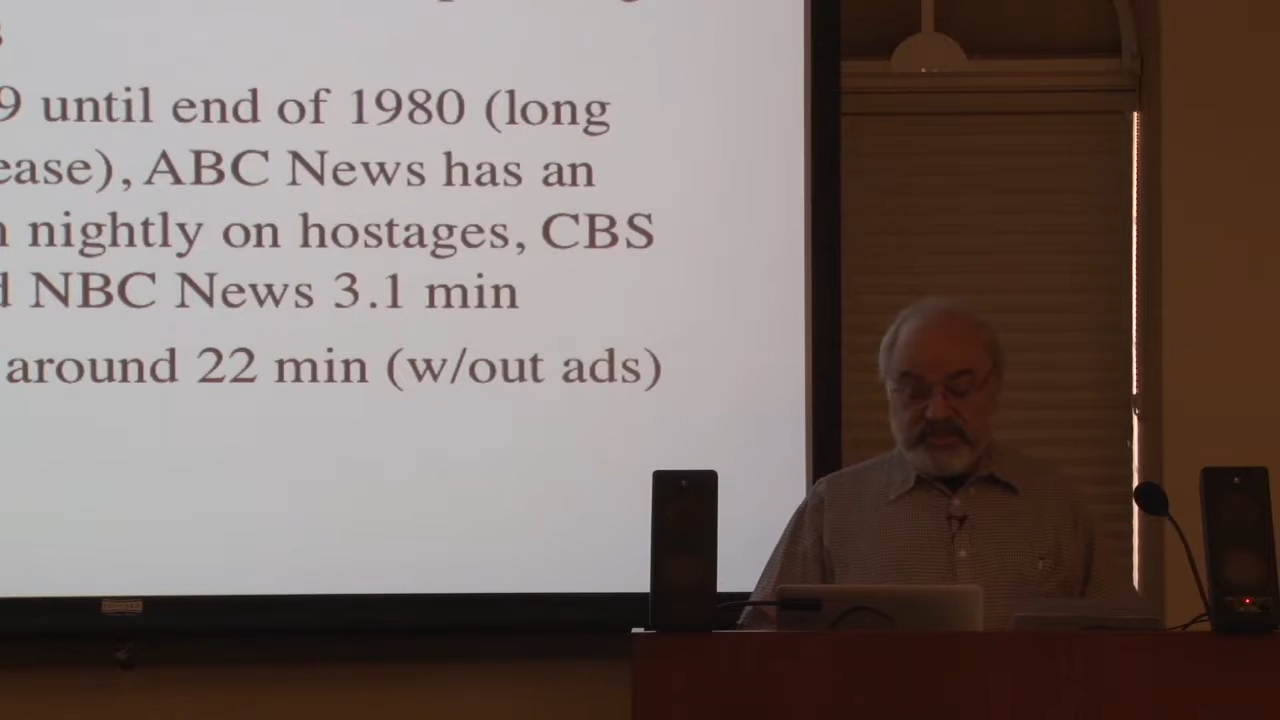 9 until end of 1980 (long
ease), ABC News has an
nightly on hostages, CBS
NBC News 3.1 min
around 22 min (w/out ads)